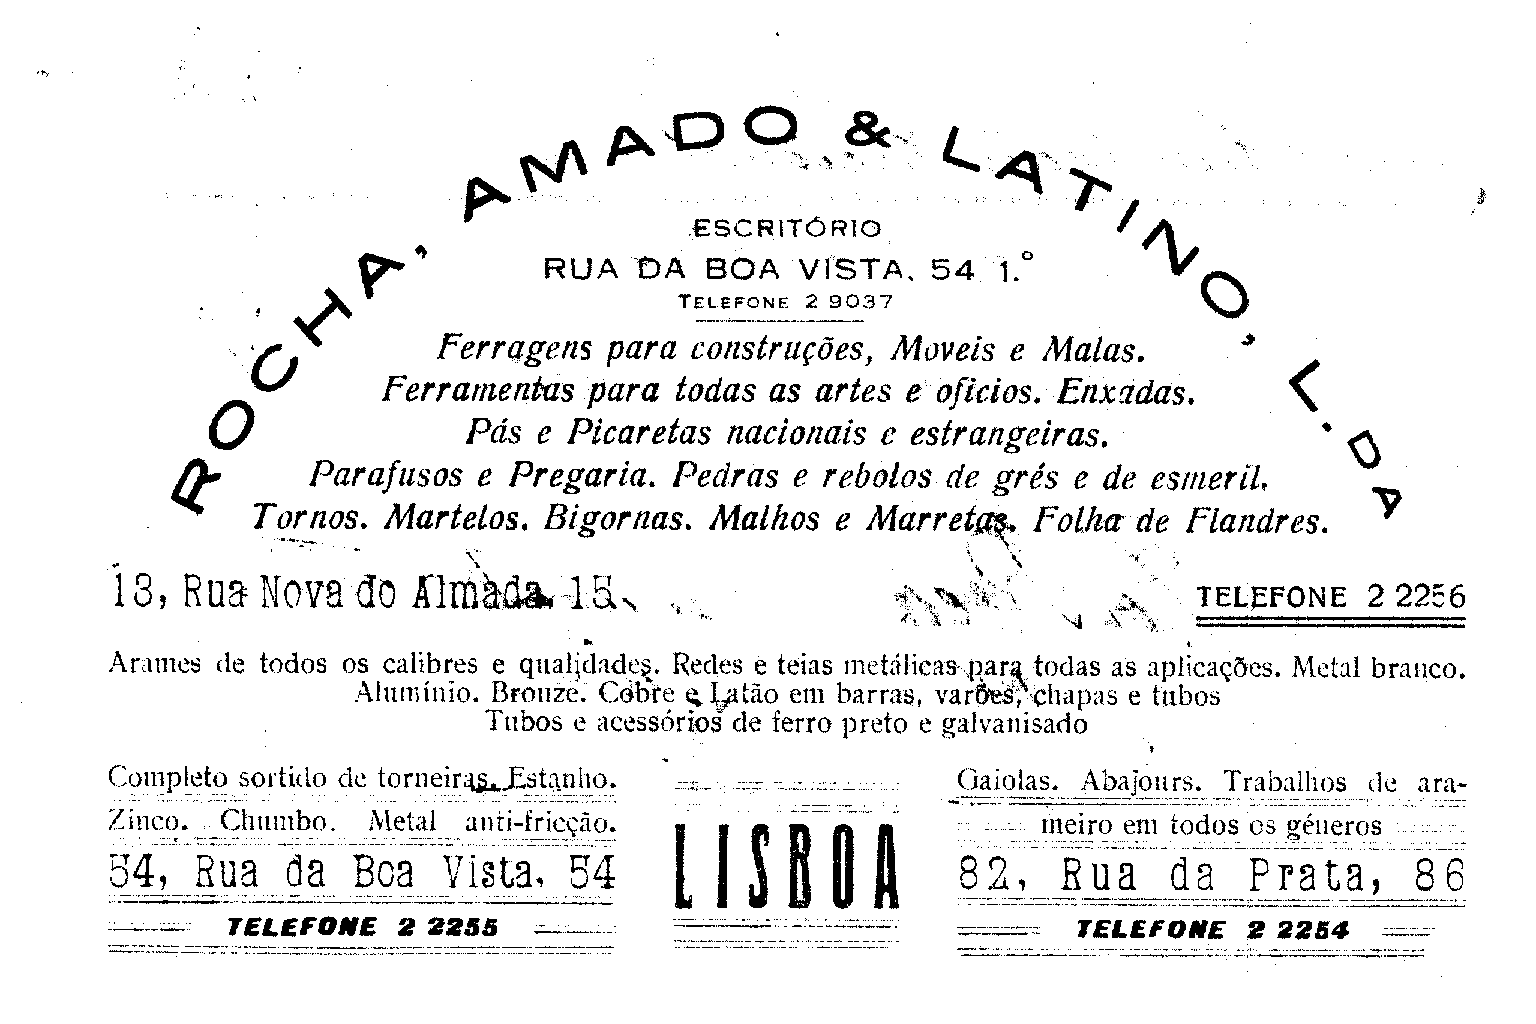 ROCHA, AMADO & LATINO, L.DA
ESCRITÓRIO
RUA DA BOA VISTA, 54 1.º
TELEFONE 2 9037
Ferragens para construções, Moveis e Malas.
Ferramentas para todas as artes e oficios. Enxadas.
Pás e Picaretas nacionais e estrangeiras.
Parafusos e Pregaria. Pedras e rebolos de grés e de esmeril.
Tornos. Martelos. Bigornas. Malhos e Marretas. Folha de Flandres.
13, Rua Nova do Almada, 15
TELEFONE 2 2256
Arames de todos os calibres e qualidades. Redes e teias metálicas para todas as aplicações. Metal branco.
Alumínio. Bronze. Cobre e Latão em barras, varões, chapas e tubos
Tubos e acessórios de ferro preto e galvanisado
Completo sortido de torneiras. Estanho.
Zinco. Chumbo. Metal anti-fricção.
54, Rua da Boa Vista, 54
TELEFONE 2 2255
LISBOA
Gaiolas. Abajours. Trabalhos de ara-
meiro em todos os géneros
82, Rua da Prata, 86
TELEFONE 2 2254